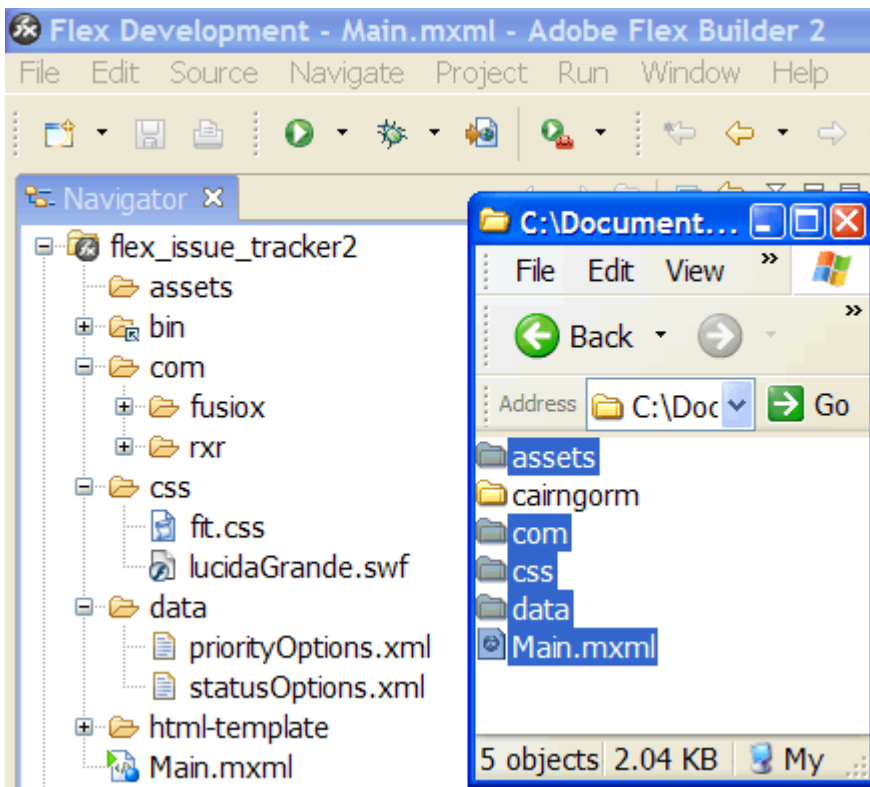 Flex Development - Main.mxml - Adobe Flex Builder 2
File Edit Source Navigate Project Run Window Help
Navigator
flex_issue_tracker2
assets
bin
com
fusiox
rxr
css
fit.css
lucidaGrande.swf
data
priorityOptions.xml
statusOptions.xml
html-template
Main.mxml
C:\Document...
File Edit View »
Back »
Address C:\Doc Go
assets
cairngorm
com
css
data
Main.mxml
5 objects 2.04 KB My